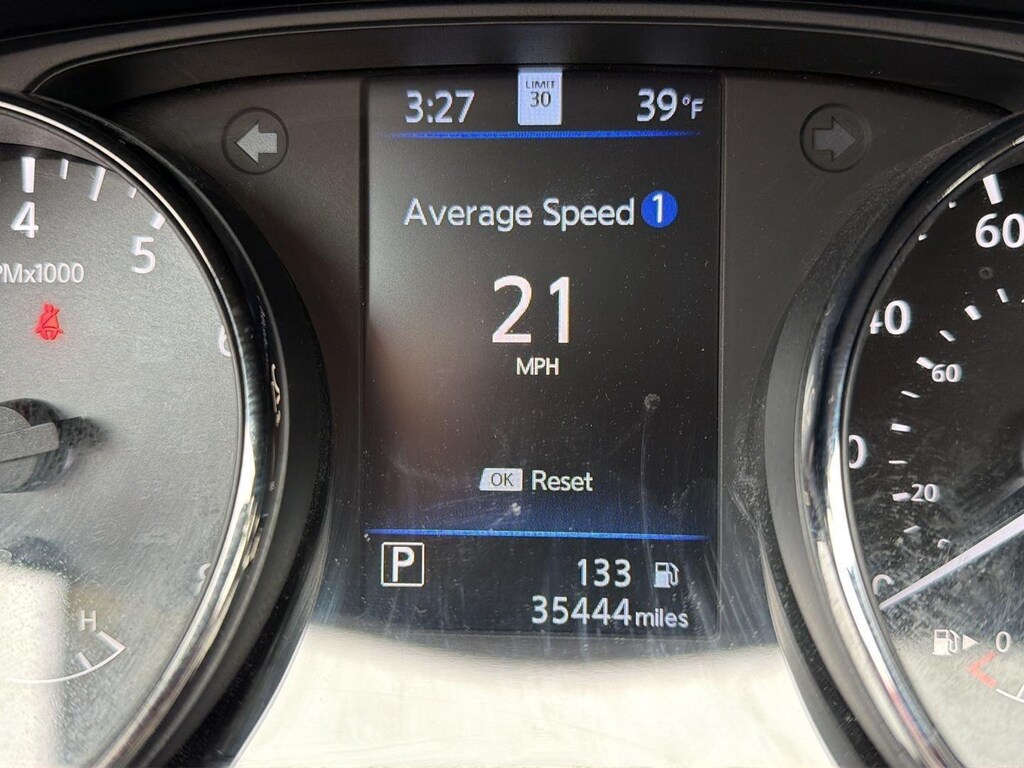 3:27
LIMIT
30
39°F
Average Speed 1
21
MPH
OK Reset
P
133
35444 miles
4
5
x1000
H
60
40
60
20
0